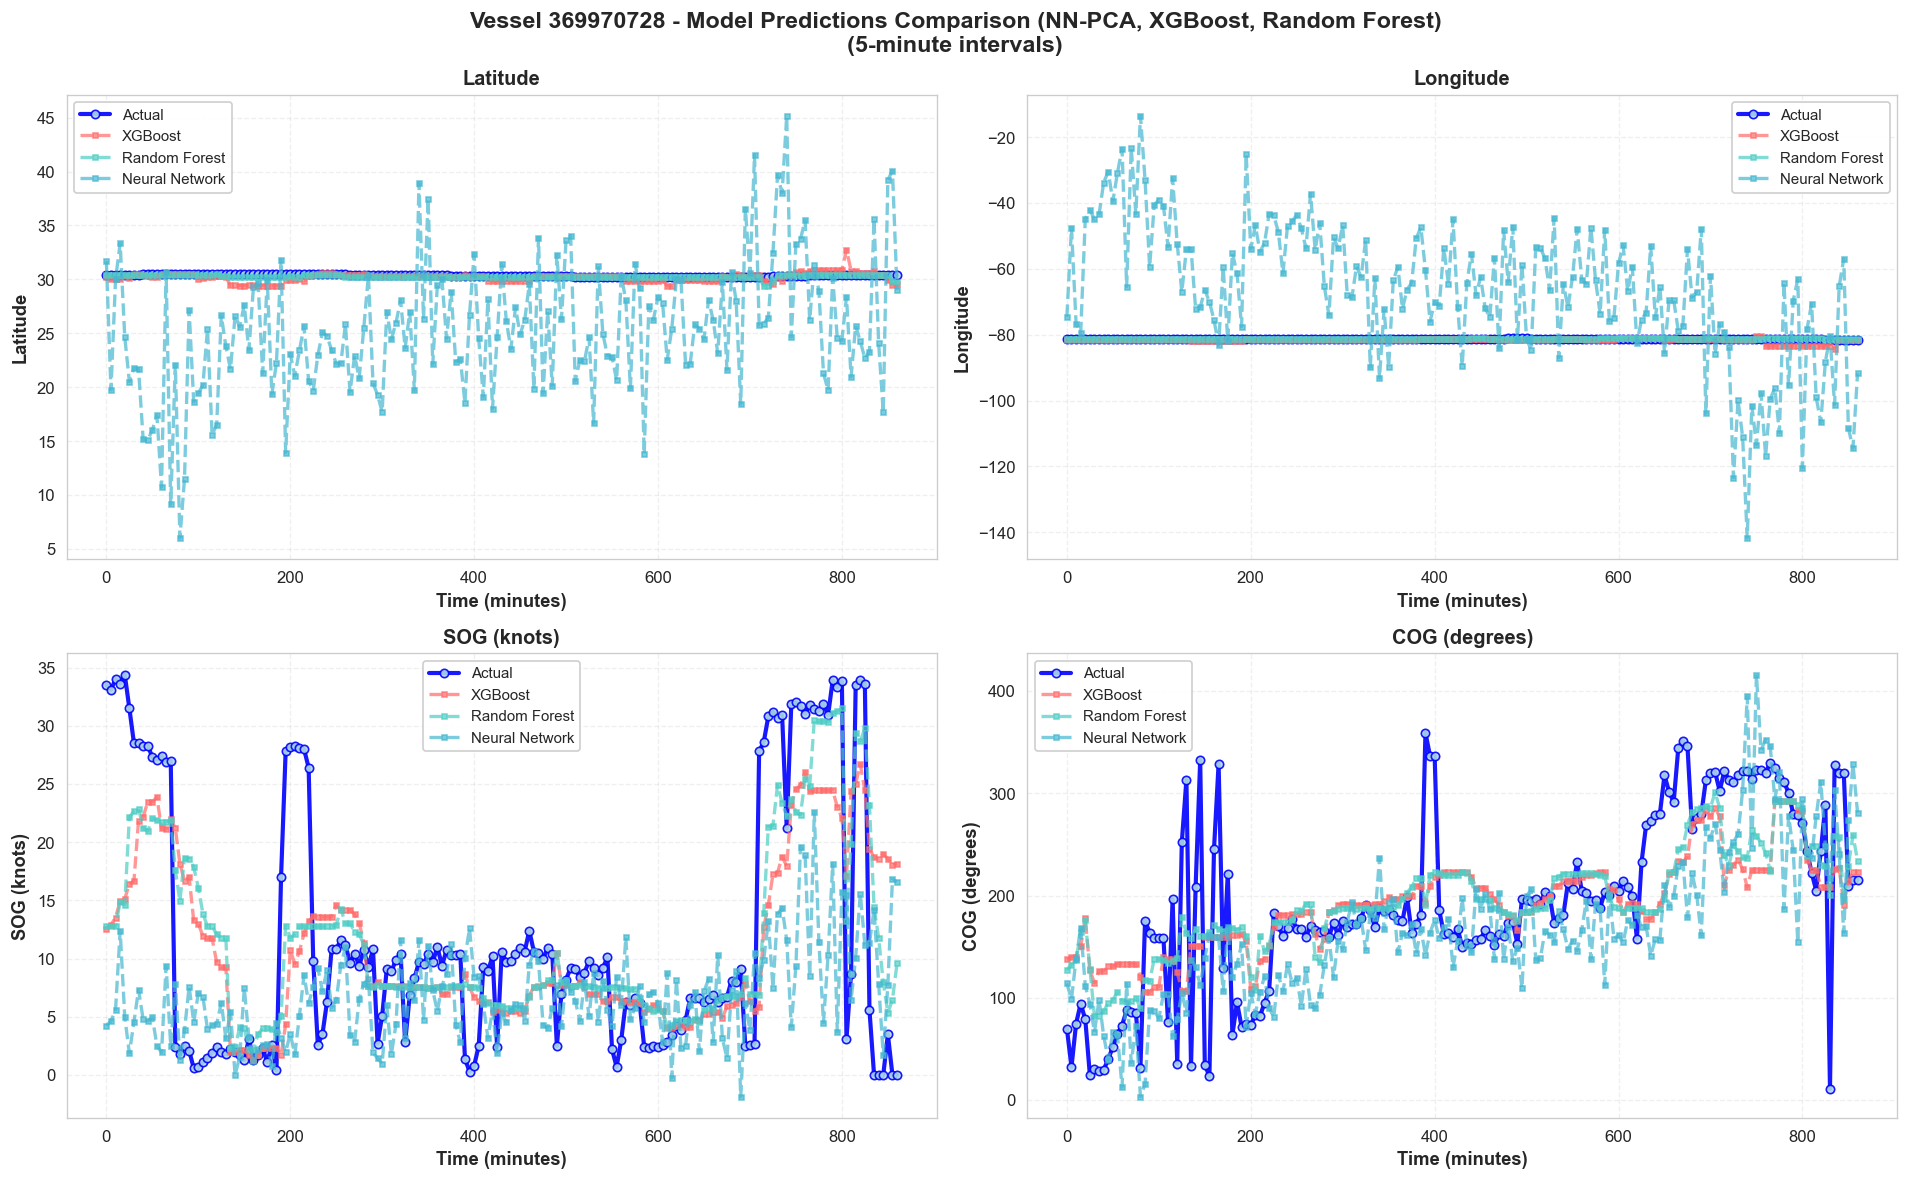 Vessel 369970728 - Model Predictions Comparison (NN-PCA, XGBoost, Random Forest)
(5-minute intervals)
Latitude
Actual
XGBoost
Random Forest
Neural Network
45
40
35
30
25
20
15
10
5
Latitude
0 200 400 600 800
Time (minutes)
Longitude
Actual
XGBoost
Random Forest
Neural Network
−20
−40
−60
−80
−100
−120
−140
Longitude
0 200 400 600 800
Time (minutes)
SOG (knots)
Actual
XGBoost
Random Forest
Neural Network
35
30
25
20
15
10
5
0
SOG (knots)
0 200 400 600 800
Time (minutes)
COG (degrees)
Actual
XGBoost
Random Forest
Neural Network
400
300
200
100
0
COG (degrees)
0 200 400 600 800
Time (minutes)